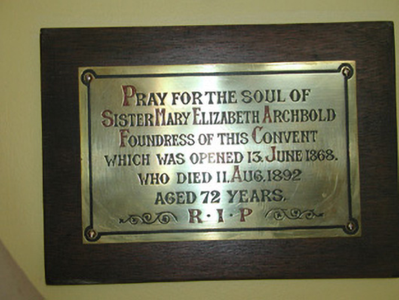 PRAY FOR THE SOUL OF
SISTER MARY ELIZABETH ARCHBOLD
FOUNDRESS OF THIS CONVENT
WHICH WAS OPENED 13. JUNE 1868.
WHO DIED 11. AUG. 1892
AGED 72 YEARS.
R·I·P